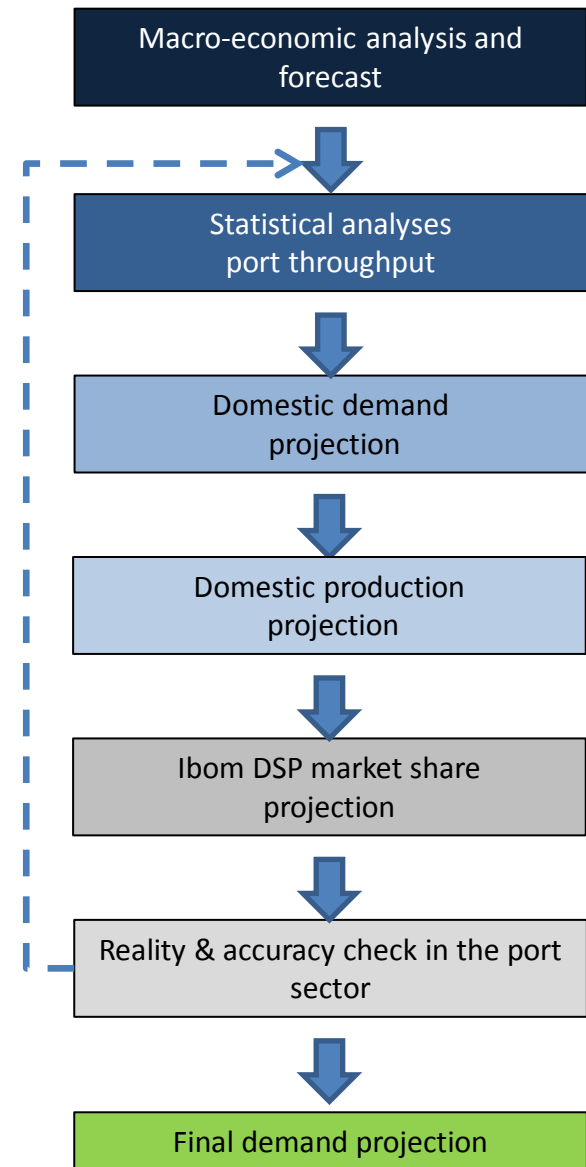 Macro-economic analysis and
forecast
Statistical analyses
port throughput
Domestic demand
projection
Domestic production
projection
Ibom DSP market share
projection
Reality & accuracy check in the port
sector
Final demand projection